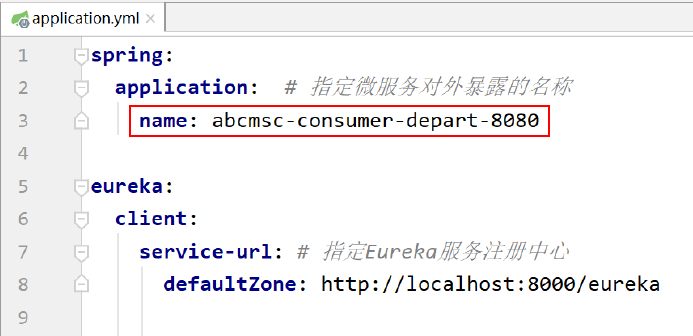 application.yml
1 spring:
2 application: # 指定微服务对外暴露的名称
3 name: abcmsc-consumer-depart-8080
4
5 eureka:
6 client:
7 service-url: # 指定Eureka服务注册中心
8 defaultZone: http://localhost:8000/eureka
9